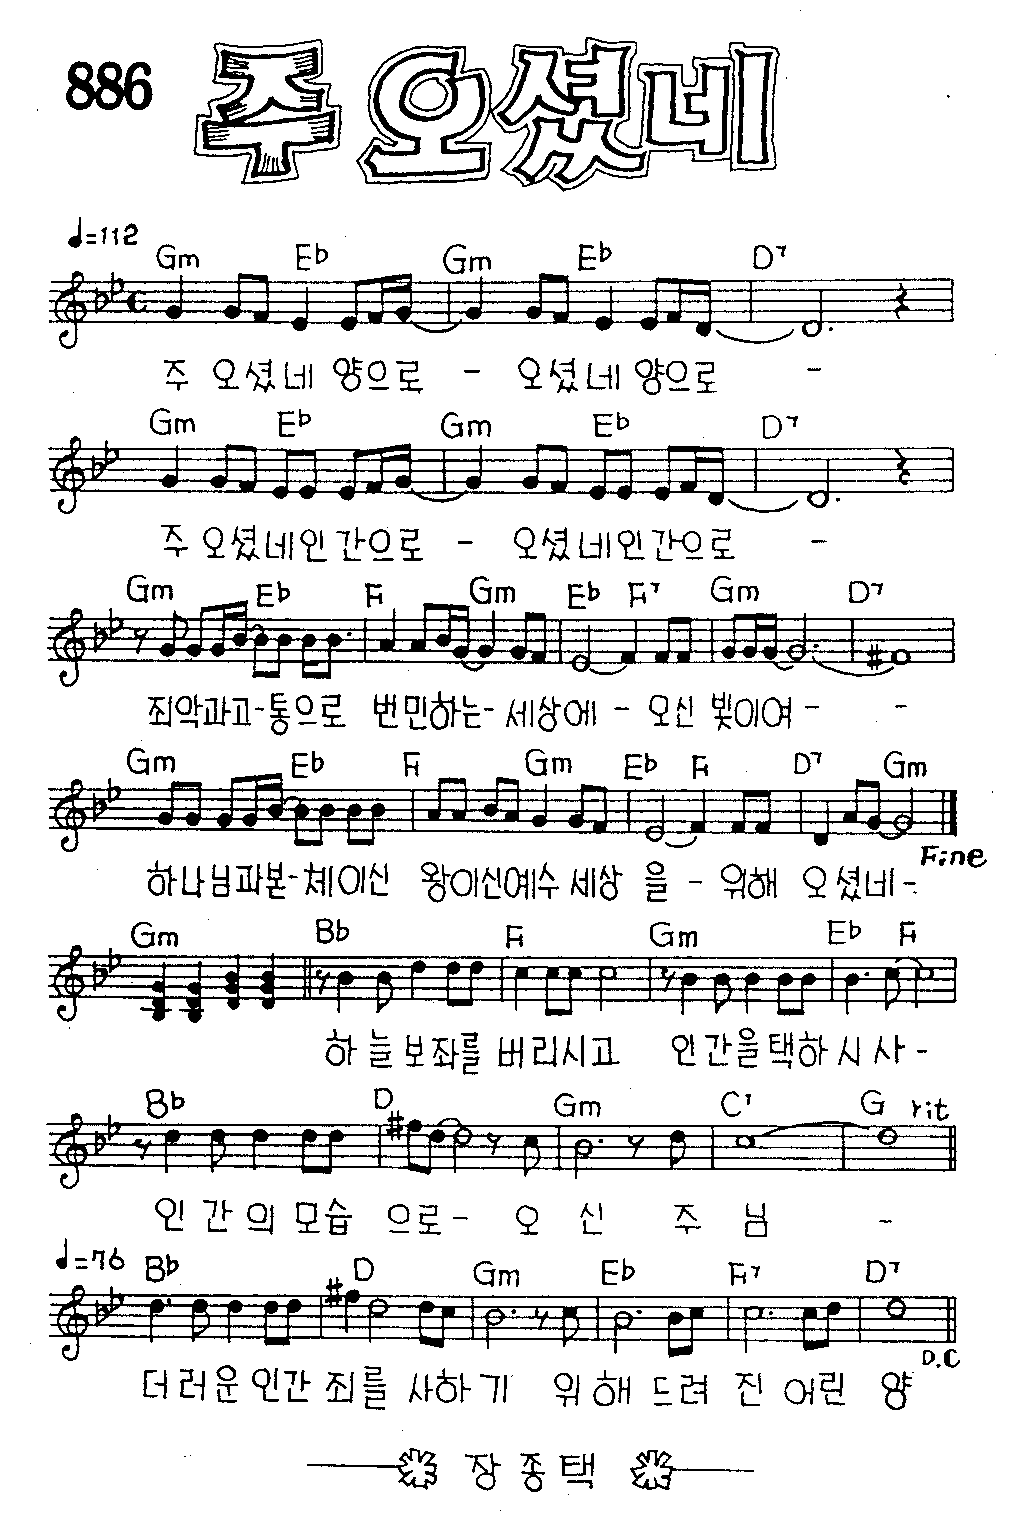 886 주 오셨네
♩=112
Gm Eb Gm Eb D7
주 오셨네 양으로 - 오셨네 양으로 -
Gm Eb Gm Eb D7
주 오셨네인간으로 - 오셨네인간으로 -
Gm Eb F Gm Eb F7 Gm D7
죄악과고-통으로 번민하는-세상에 - 오신 빛이여 - -
Gm Eb F Gm Eb F D7 Gm
Fine
하나님과본-체이신 왕이신예수세상 을 - 위해 오셨네-
Gm Bb F Gm Eb F
하늘보좌를 버리시고 인간을택하시사-
Bb D Gm C7 G rit
인간의모습 으로- 오 신 주 님 -
♩=76 Bb D Gm Eb F7 D7
D.C
더러운인간죄를 사하기 위해드려 진 어린 양
장종택